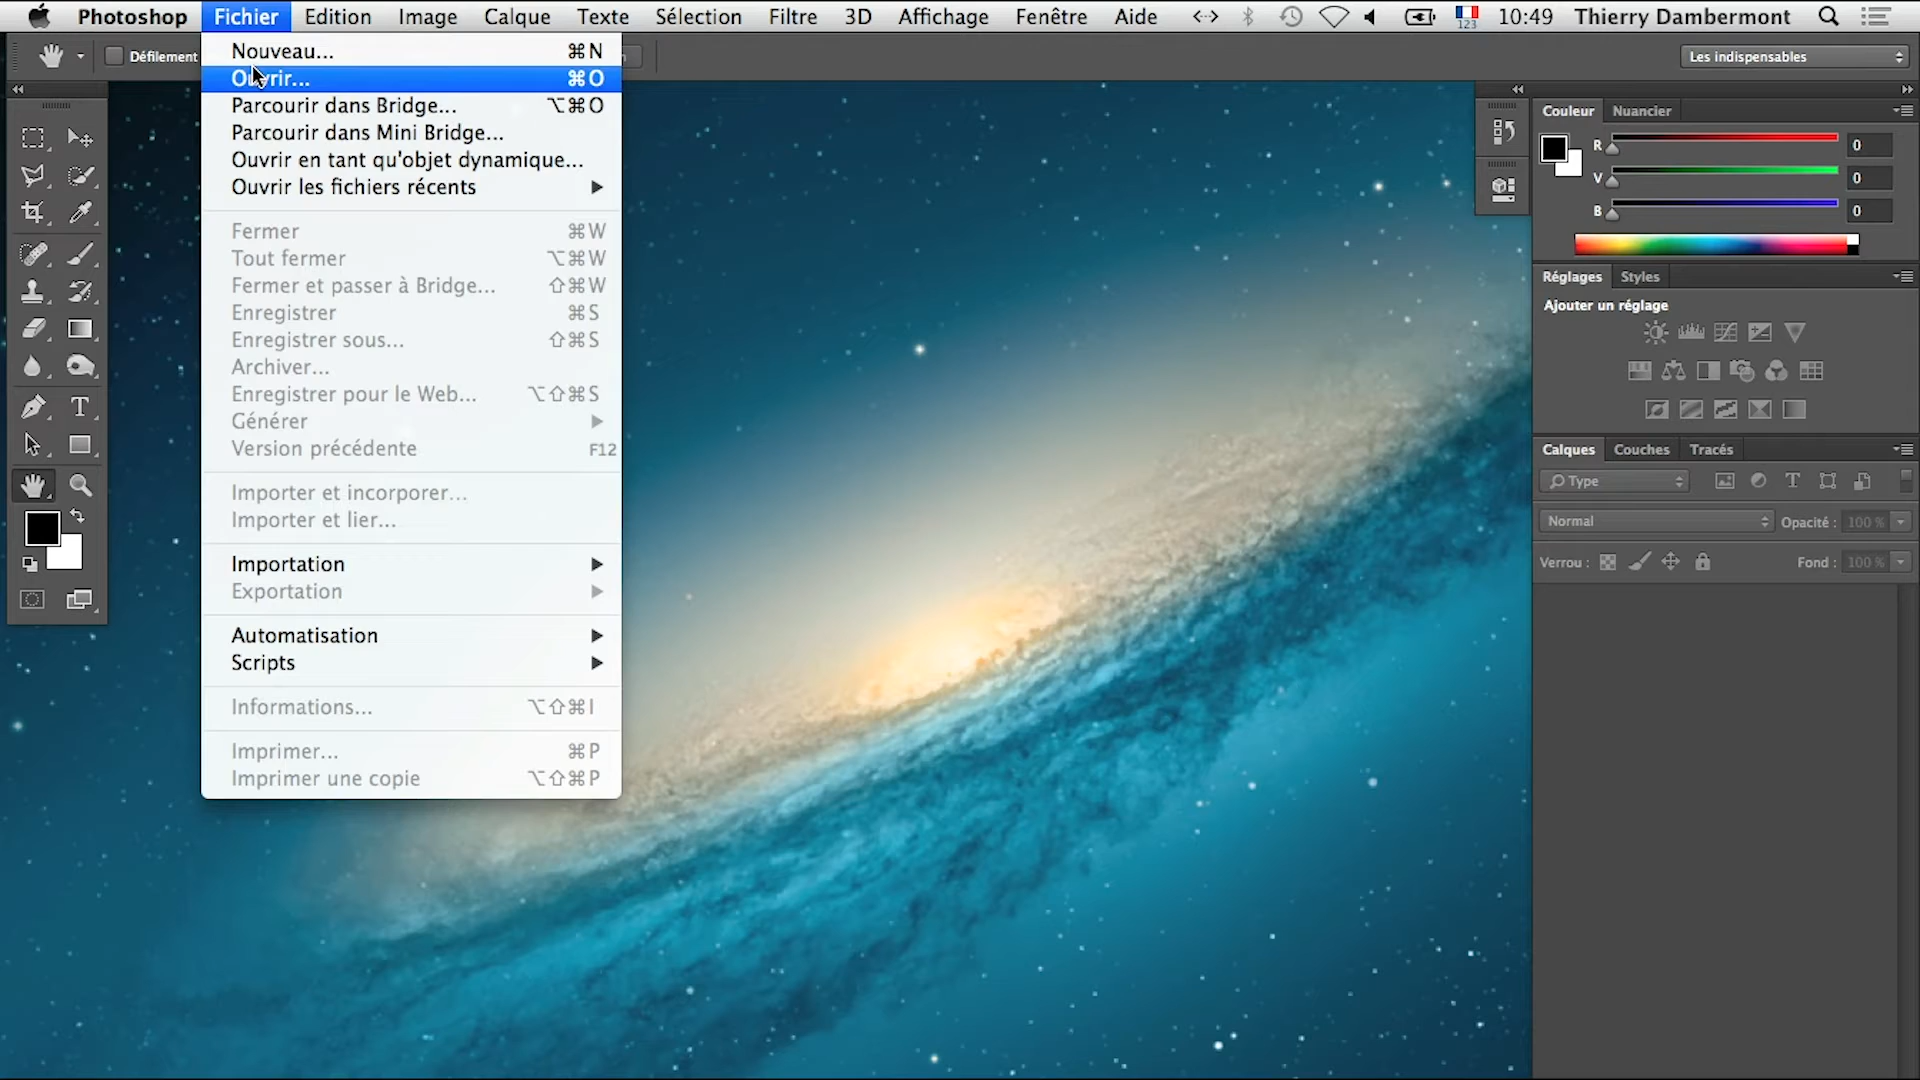 Photoshop Fichier Edition Image Calque Texte Sélection Filtre 3D Affichage Fenêtre Aide 123 10:49 Thierry Dambermont
Défilement
Les indispensables
Nouveau... ⌘N
Ouvrir... ⌘O
Parcourir dans Bridge... ⌥⌘O
Parcourir dans Mini Bridge...
Ouvrir en tant qu'objet dynamique...
Ouvrir les fichiers récents
Fermer ⌘W
Tout fermer ⌥⌘W
Fermer et passer à Bridge... ⇧⌘W
Enregistrer ⌘S
Enregistrer sous... ⇧⌘S
Archiver...
Enregistrer pour le Web... ⌥⇧⌘S
Générer
Version précédente F12
Importer et incorporer...
Importer et lier...
Importation
Exportation
Automatisation
Scripts
Informations... ⌥⇧⌘I
Imprimer... ⌘P
Imprimer une copie ⌥⇧⌘P
Couleur Nuancier
R 0
V 0
B 0
Réglages Styles
Ajouter un réglage
Calques Couches Tracés
Type
Normal Opacité : 100 %
Verrou : Fond : 100 %